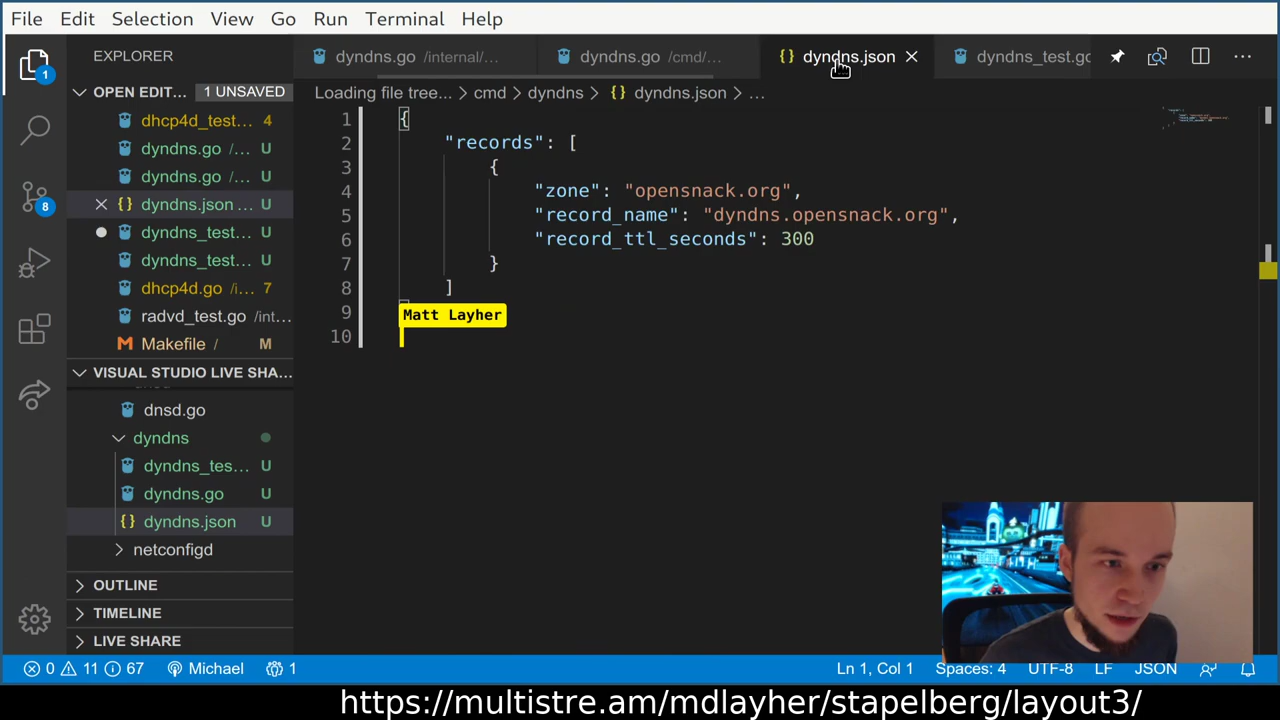 File Edit Selection View Go Run Terminal Help
EXPLORER
dyndns.go /internal/...
dyndns.go /cmd/...
{} dyndns.json
dyndns_test.gc
OPEN EDIT... 1 UNSAVED
Loading file tree... > cmd > dyndns > {} dyndns.json > ...
dhcp4d_test... 4
dyndns.go /... U
dyndns.go /... U
{} dyndns.json ... U
dyndns_test... U
dyndns_test... U
dhcp4d.go /i... 7
radvd_test.go /int...
Makefile / M
VISUAL STUDIO LIVE SHA...
dnsd.go
dyndns
dyndns_tes... U
dyndns.go U
{} dyndns.json U
netconfigd
OUTLINE
TIMELINE
LIVE SHARE
1 {
2 "records": [
3 {
4 "zone": "opensnack.org",
5 "record_name": "dyndns.opensnack.org",
6 "record_ttl_seconds": 300
7 }
8 ]
9 Matt Layher
10
1
8
0 11 67 Michael 1
Ln 1, Col 1 Spaces: 4 UTF-8 LF JSON
https://multistre.am/mdlayher/stapelberg/layout3/